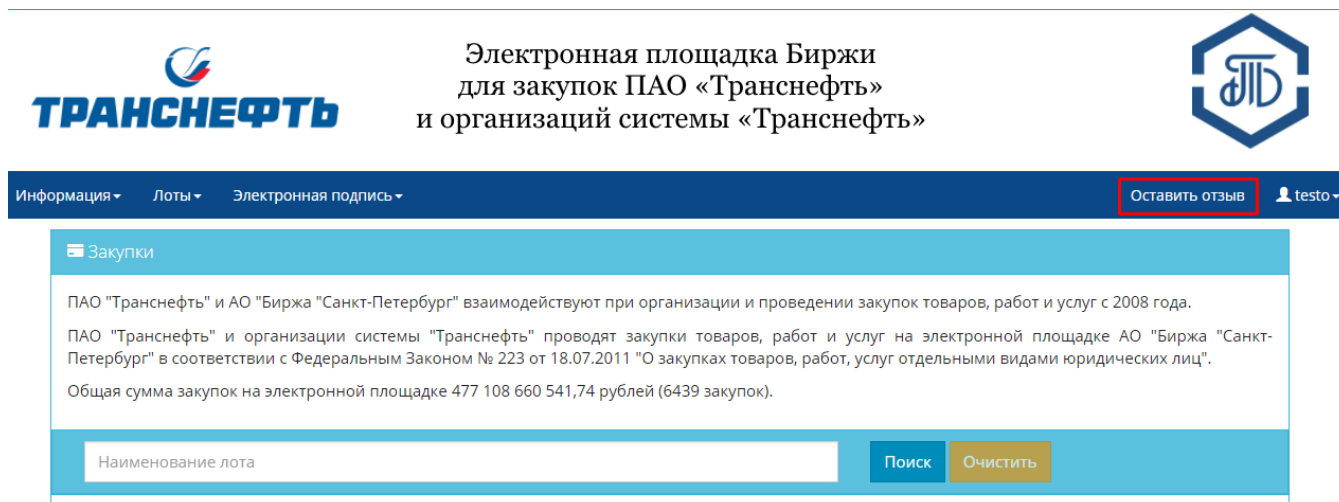 ТРАНСНЕФТЬ
Электронная площадка Биржи
для закупок ПАО «Транснефть»
и организаций системы «Транснефть»
Информация Лоты Электронная подпись Оставить отзыв testo
Закупки
ПАО "Транснефть" и АО "Биржа "Санкт-Петербург" взаимодействуют при организации и проведении закупок товаров, работ и услуг с 2008 года.
ПАО "Транснефть" и организации системы "Транснефть" проводят закупки товаров, работ и услуг на электронной площадке АО "Биржа "Санкт-
Петербург" в соответствии с Федеральным Законом № 223 от 18.07.2011 "О закупках товаров, работ, услуг отдельными видами юридических лиц".
Общая сумма закупок на электронной площадке 477 108 660 541,74 рублей (6439 закупок).
Наименование лота Поиск Очистить